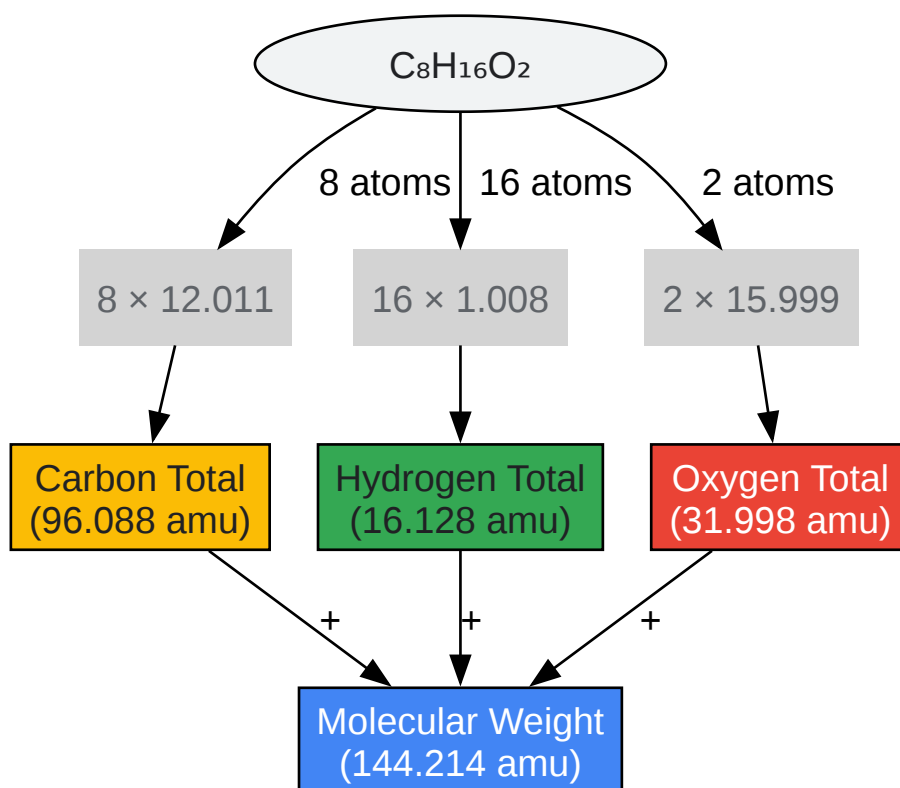 C₈H₁₆O₂
8 atoms
16 atoms
2 atoms
8 × 12.011
16 × 1.008
2 × 15.999
Carbon Total
(96.088 amu)
Hydrogen Total
(16.128 amu)
Oxygen Total
(31.998 amu)
+
+
+
Molecular Weight
(144.214 amu)